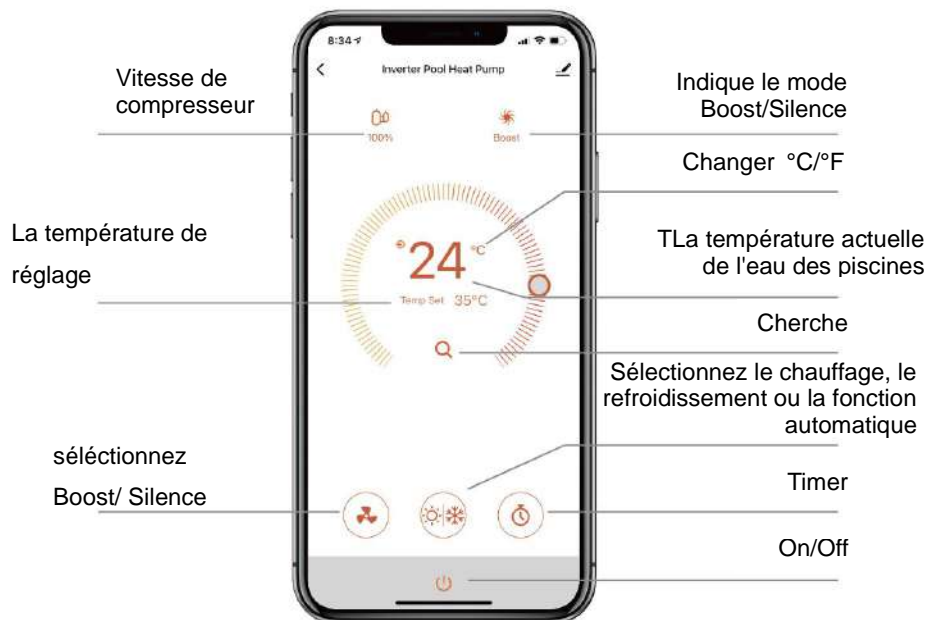 8:34
Inverter Pool Heat Pump
Vitesse de
compresseur
100%
Boost
Indique le mode
Boost/Silence
Changer °C/°F
La température de
réglage
24 °C
Temp Set 35°C
TLa température actuelle
de l'eau des piscines
Cherche
Sélectionnez le chauffage, le
refroidissement ou la fonction
automatique
séléctionnez
Boost/ Silence
Timer
On/Off